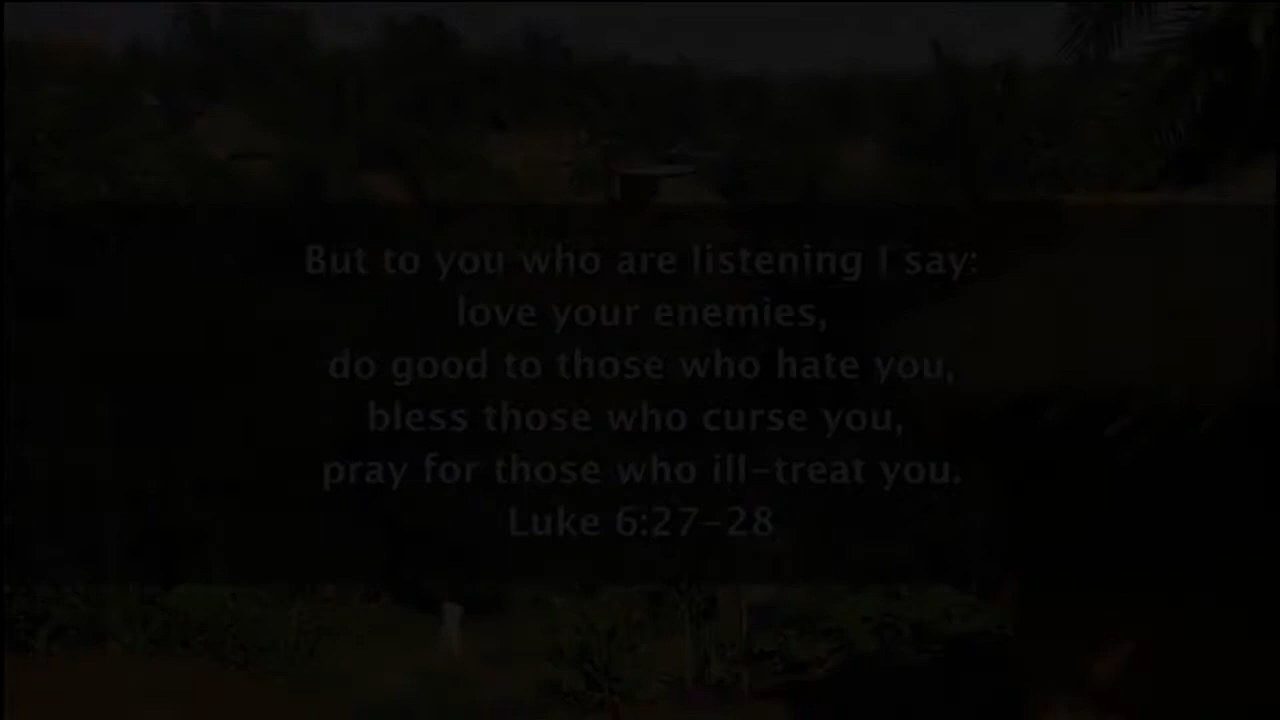 But to you who are listening I say:
love your enemies,
do good to those who hate you,
bless those who curse you,
pray for those who ill-treat you.
Luke 6:27-28